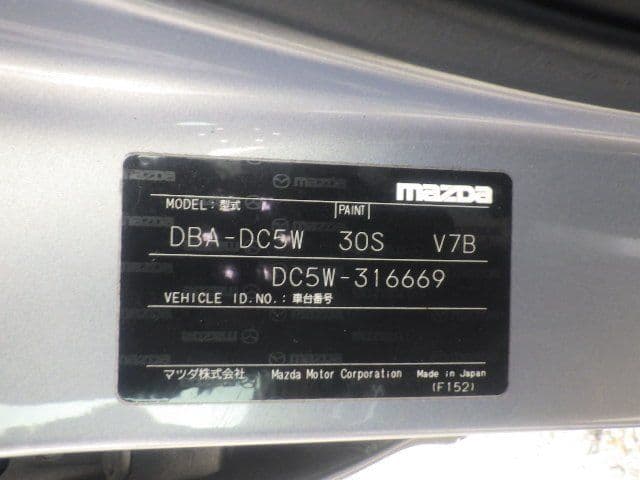 mazda
mazda
MODEL:型式 PAINT
DBA-DC5W 30S V7B
DC5W-316669
VEHICLE ID.NO.:車台番号
マツダ株式会社 Mazda Motor Corporation Made in Japan
(F152)